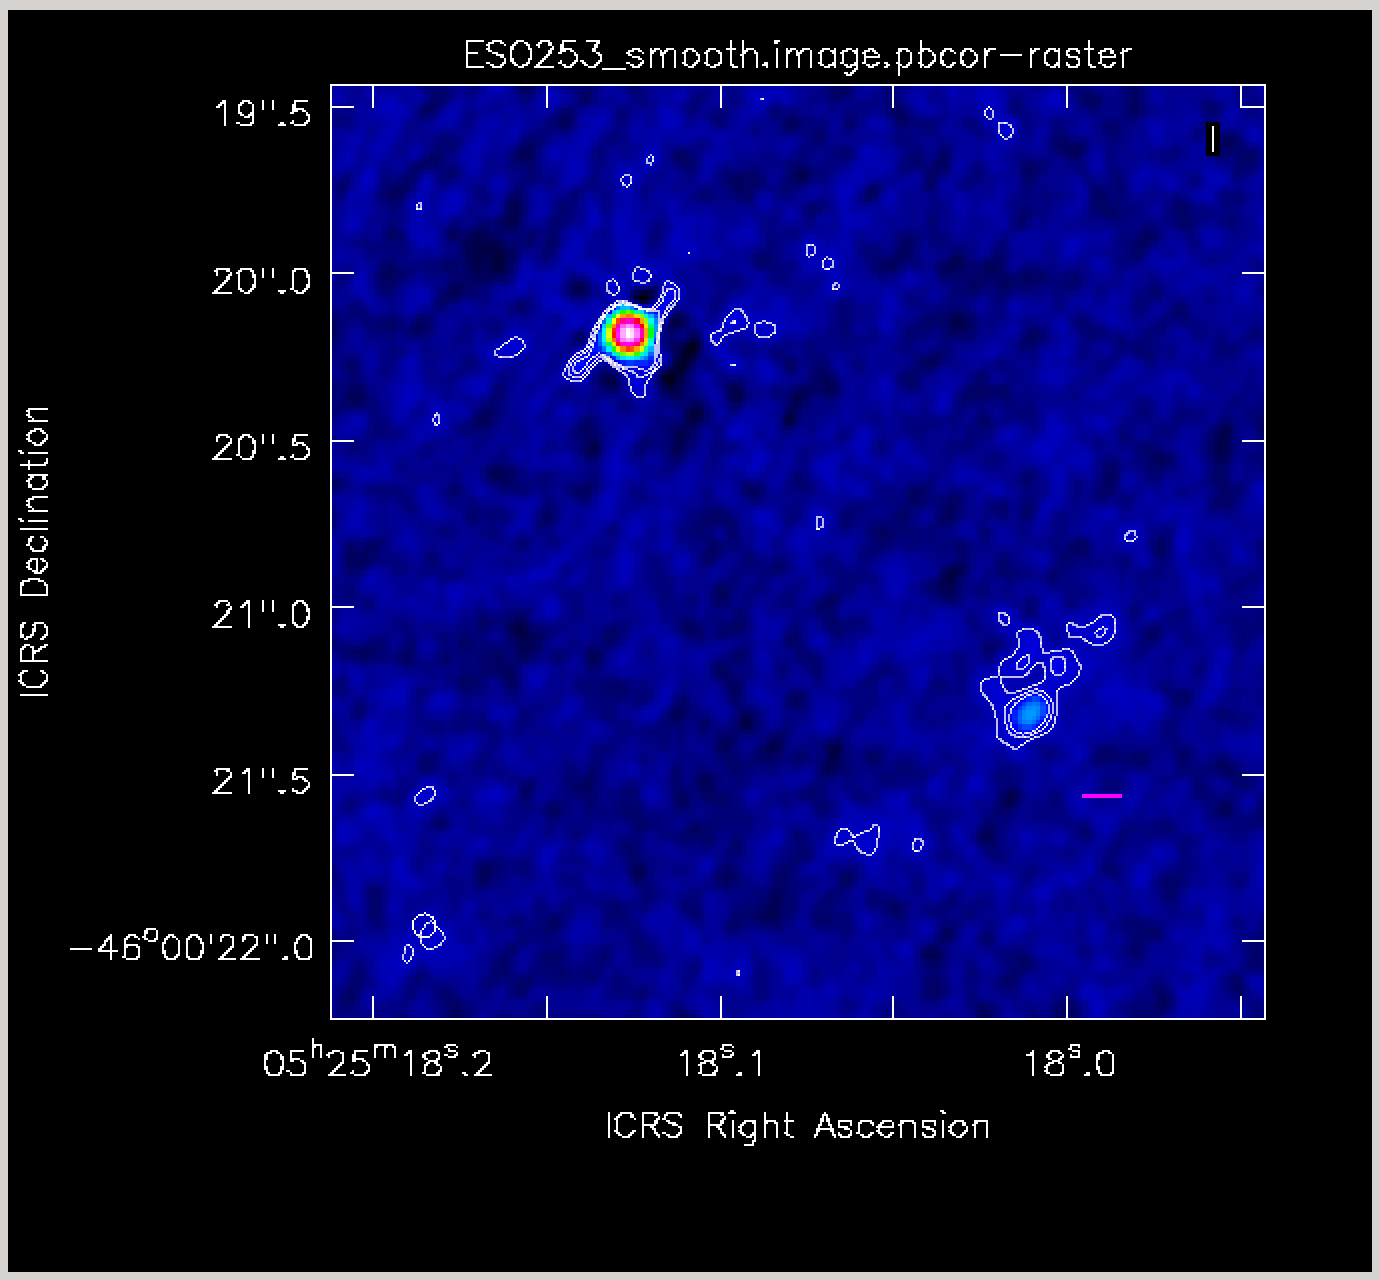 ESO253_smooth.image.pbcor-raster
I
19".5
20".0
20".5
21".0
21".5
-46°00'22".0
ICRS Declination
05ʰ25ᵐ18ˢ.2
18ˢ.1
18ˢ.0
ICRS Right Ascension